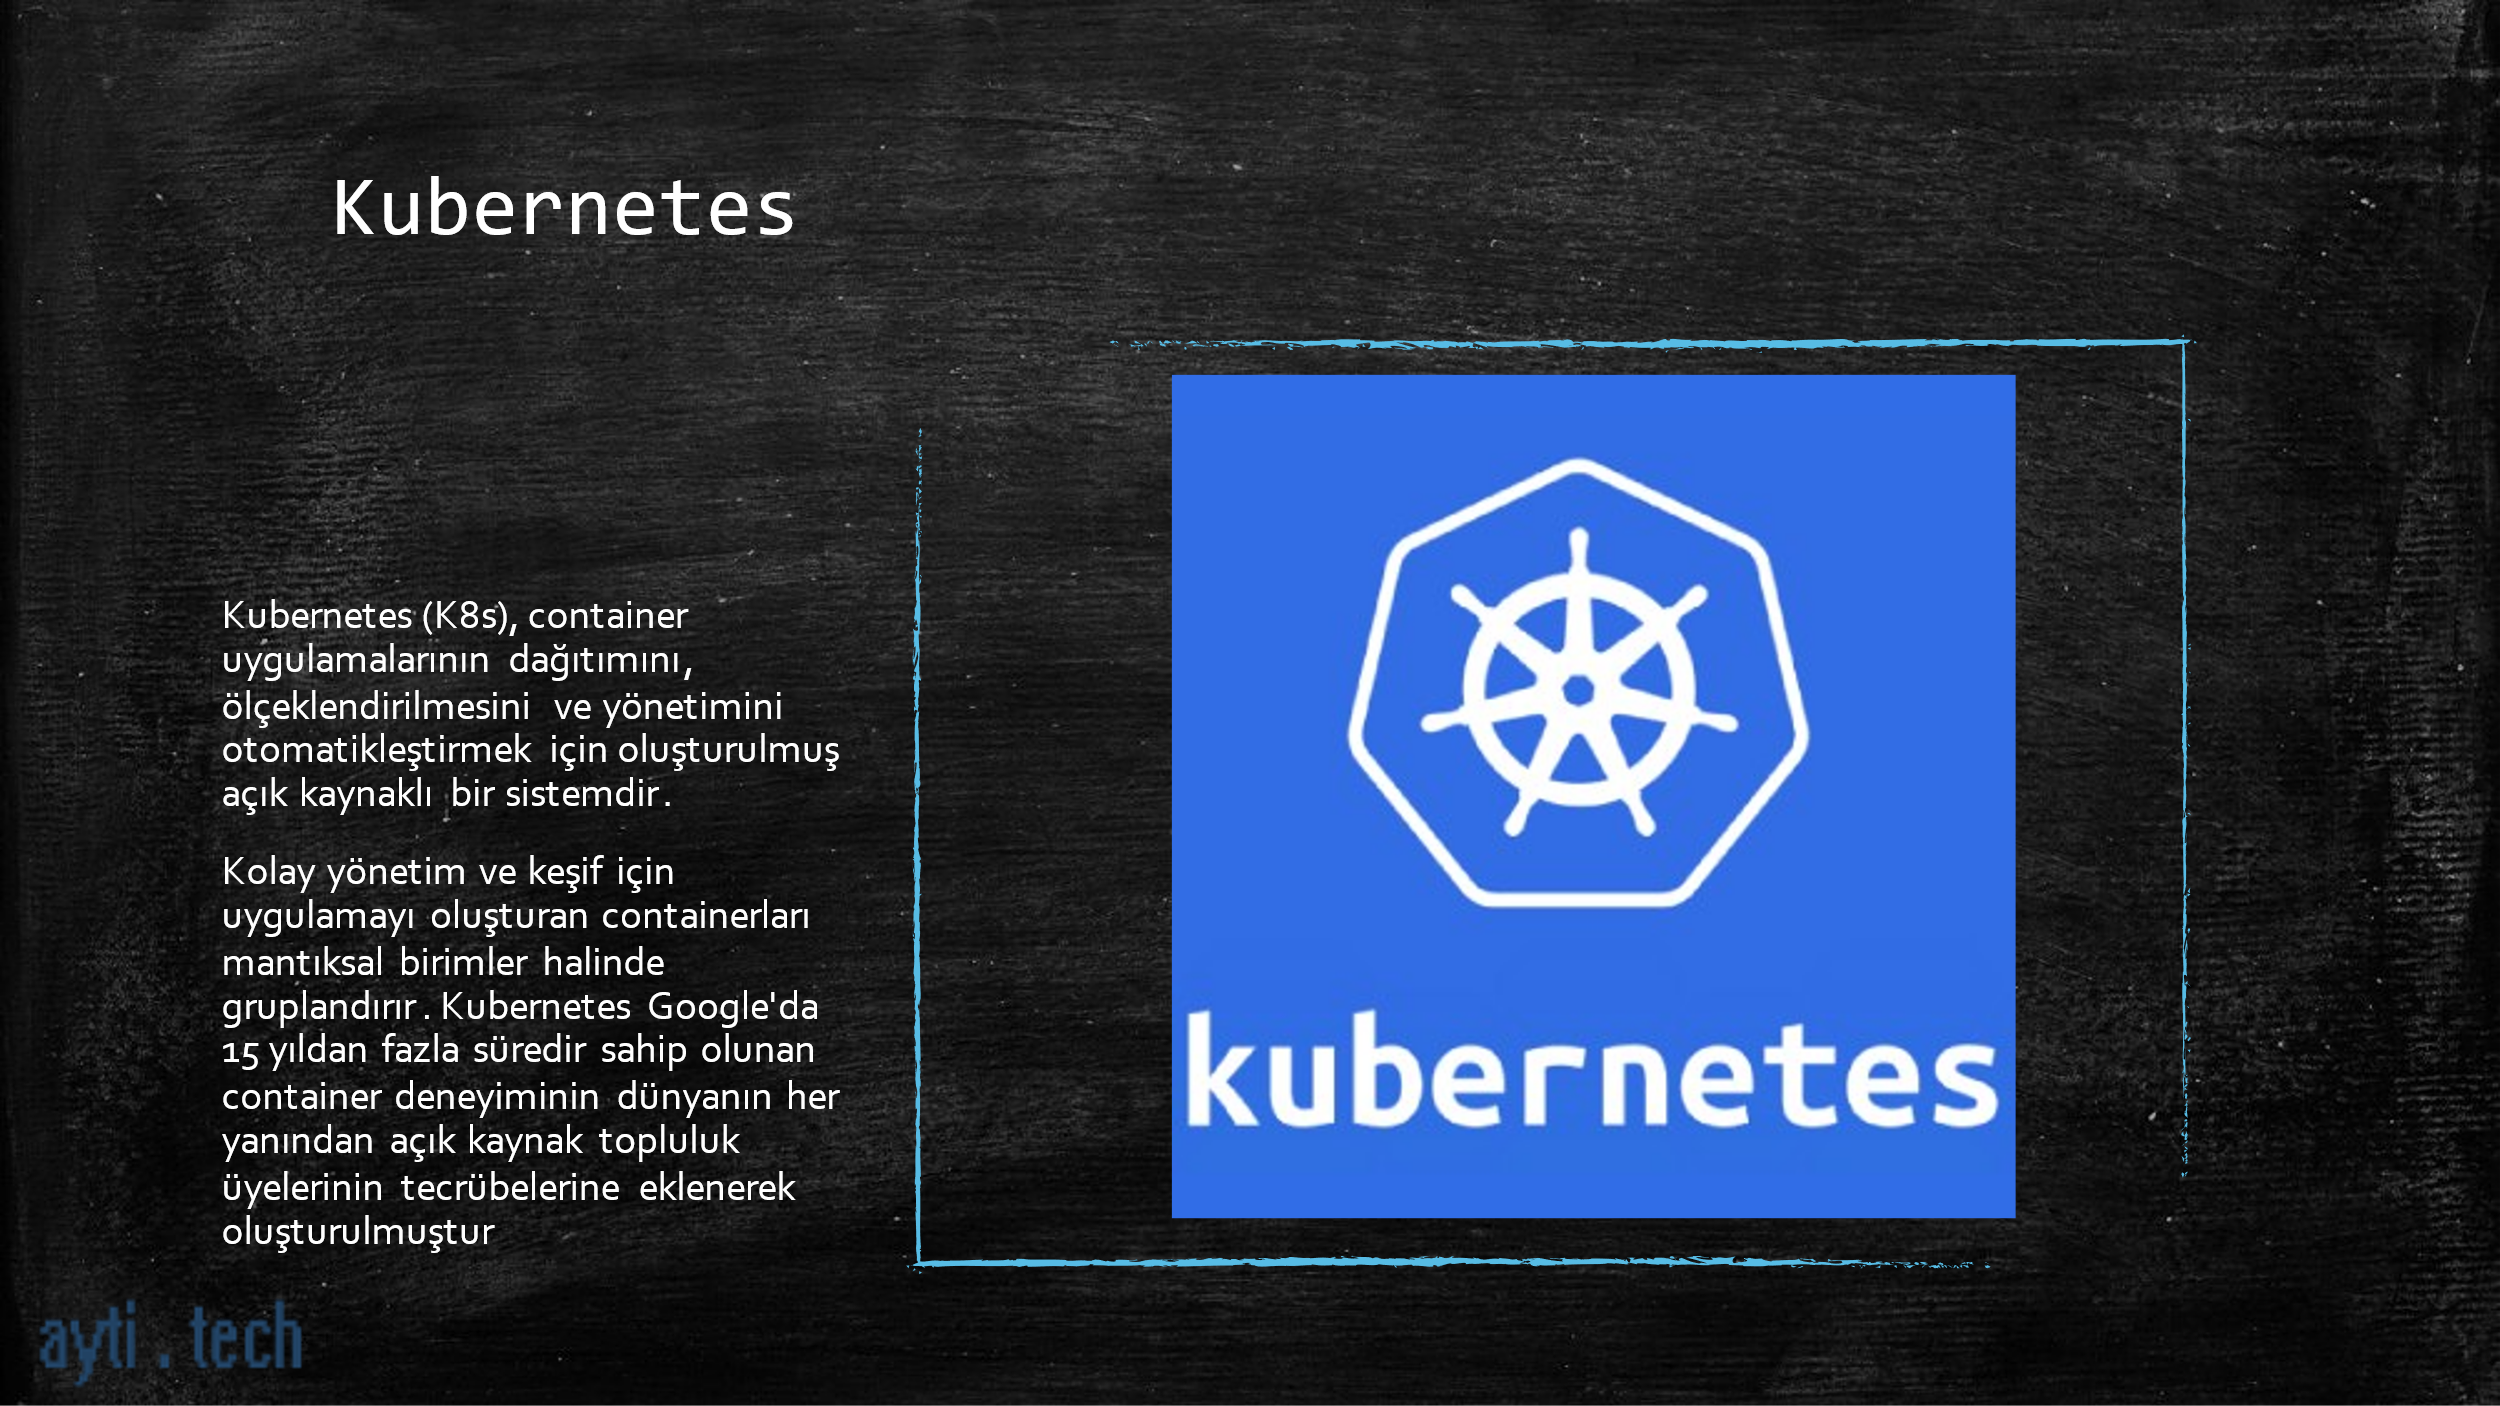 Kubernetes
Kubernetes (K8s), container
uygulamalarının dağıtımını,
ölçeklendirilmesini ve yönetimini
otomatikleştirmek için oluşturulmuş
açık kaynaklı bir sistemdir.
Kolay yönetim ve keşif için
uygulamayı oluşturan containerları
mantıksal birimler halinde
gruplandırır. Kubernetes Google'da
15 yıldan fazla süredir sahip olunan
container deneyiminin dünyanın her
yanından açık kaynak topluluk
üyelerinin tecrübelerine eklenerek
oluşturulmuştur
kubernetes
ayti . tech